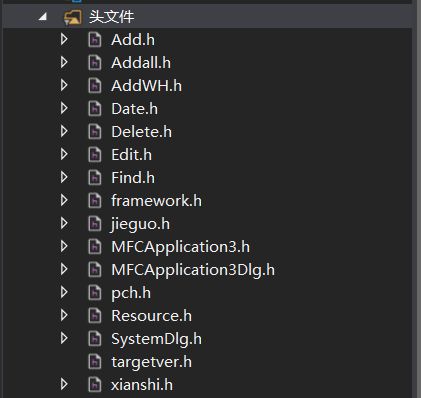 头文件
Add.h
Addall.h
AddWH.h
Date.h
Delete.h
Edit.h
Find.h
framework.h
jieguo.h
MFCApplication3.h
MFCApplication3Dlg.h
pch.h
Resource.h
SystemDlg.h
targetver.h
xianshi.h